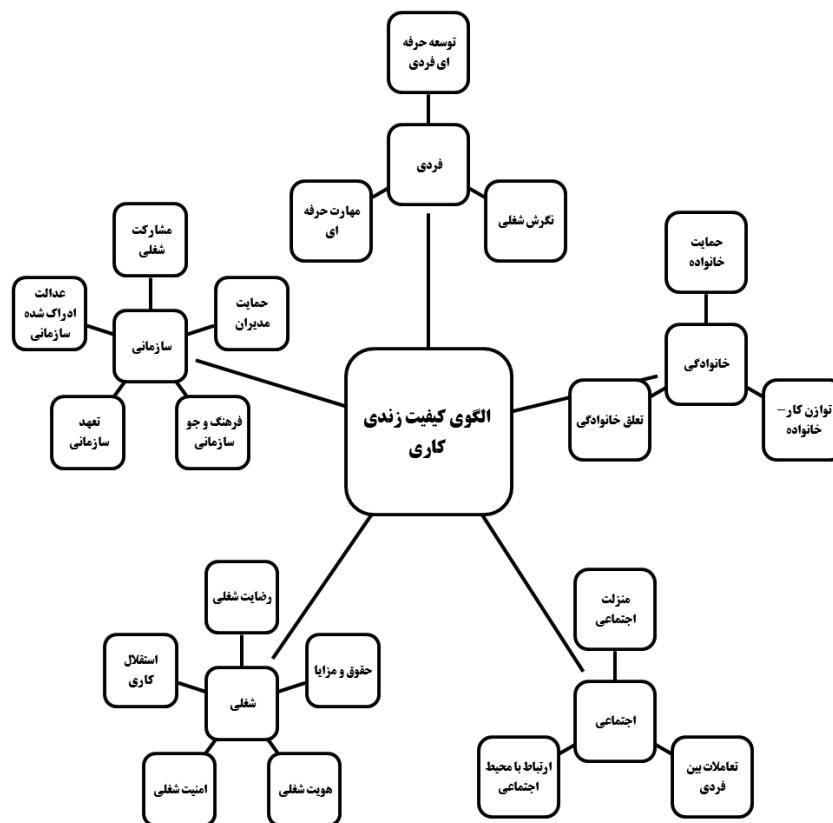 توسعه حرفه
ای فردی
فردی
مهارت حرفه
ای
نگرش شغلی
حمایت
خانواده
خانوادگی
توازن کار–
خانواده
تعلق خانوادگی
مشارکت
شغلی
حمایت
مدیران
عدالت
ادراک شده
سازمانی
سازمانی
فرهنگ و جو
سازمانی
تعهد
سازمانی
الگوی کیفیت زندی
کاری
رضایت شغلی
حقوق و مزایا
استقلال
کاری
شغلی
هویت شغلی
امنیت شغلی
منزلت
اجتماعی
اجتماعی
تعاملات بین
فردی
ارتباط با محیط
اجتماعی